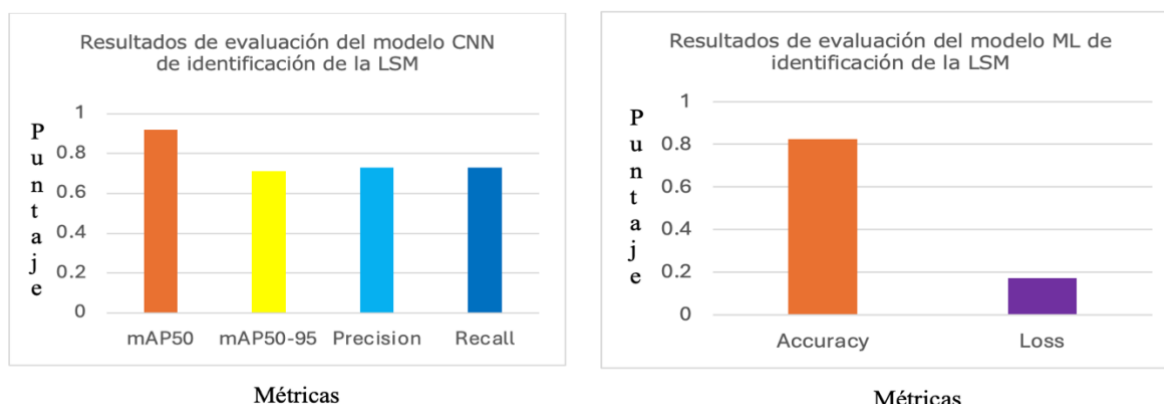 Resultados de evaluación del modelo CNN
de identificación de la LSM
Puntaje
1
0.8
0.6
0.4
0.2
0
mAP50 mAP50-95 Precision Recall
Métricas
Resultados de evaluación del modelo ML de
identificación de la LSM
Puntaje
1
0.8
0.6
0.4
0.2
0
Accuracy Loss
Métricas